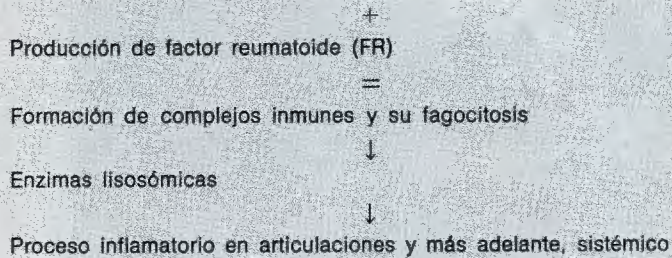 +
Producción de factor reumatoide (FR)
=
Formación de complejos inmunes y su fagocitosis
↓
Enzimas lisosómicas
↓
Proceso inflamatorio en articulaciones y más adelante, sistémico